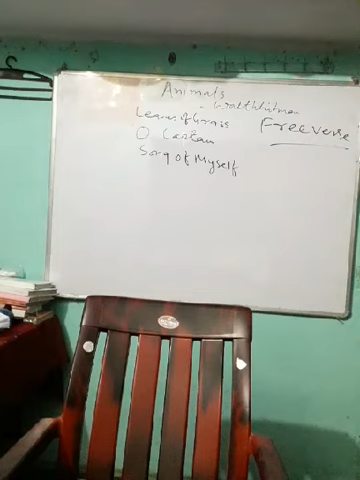 Animals
- Walt Whitman
Leaves of Grass
Free Verse
O Captain
Song of Myself